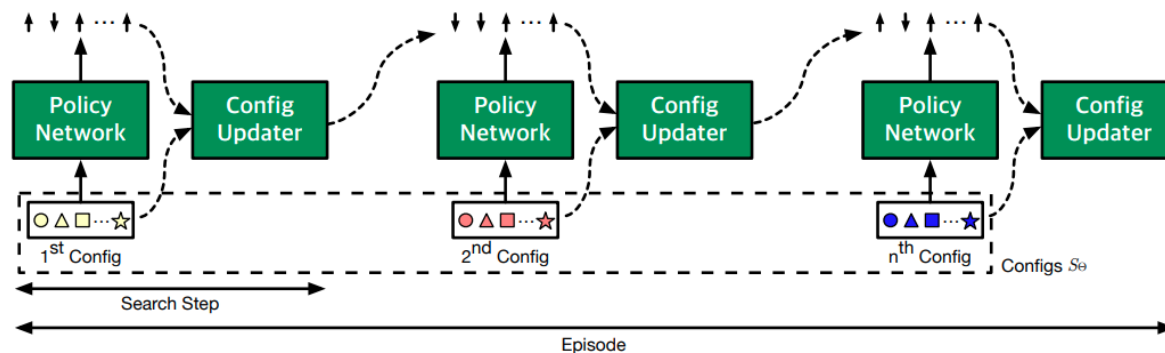 Policy Network
Config Updater
Policy Network
Config Updater
Policy Network
Config Updater
1st Config
2nd Config
nth Config
Configs SΘ
Search Step
Episode